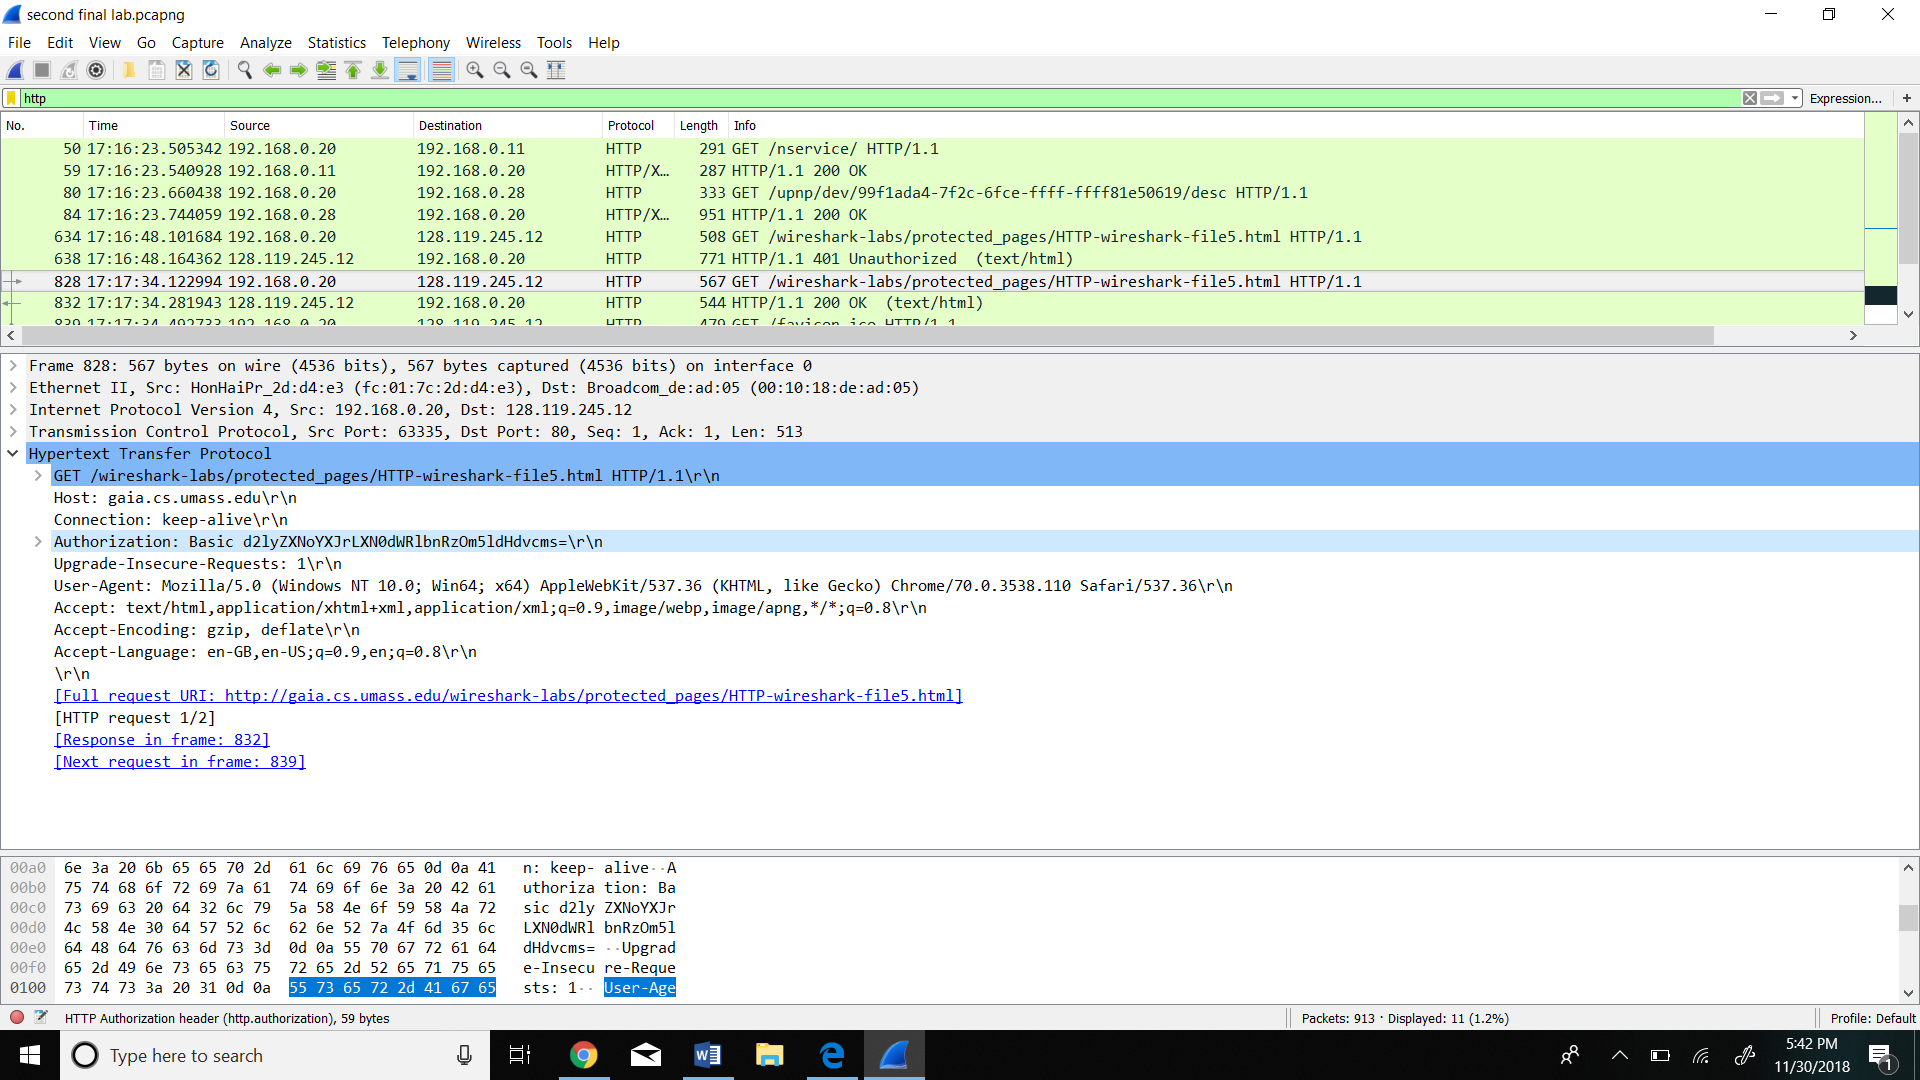 second final lab.pcapng
File Edit View Go Capture Analyze Statistics Telephony Wireless Tools Help
http
Expression... +
No. Time Source Destination Protocol Length Info
50 17:16:23.505342 192.168.0.20 192.168.0.11 HTTP 291 GET /nservice/ HTTP/1.1
59 17:16:23.540928 192.168.0.11 192.168.0.20 HTTP/X… 287 HTTP/1.1 200 OK
80 17:16:23.660438 192.168.0.20 192.168.0.28 HTTP 333 GET /upnp/dev/99f1ada4-7f2c-6fce-ffff-ffff81e50619/desc HTTP/1.1
84 17:16:23.744059 192.168.0.28 192.168.0.20 HTTP/X… 951 HTTP/1.1 200 OK
634 17:16:48.101684 192.168.0.20 128.119.245.12 HTTP 508 GET /wireshark-labs/protected_pages/HTTP-wireshark-file5.html HTTP/1.1
638 17:16:48.164362 128.119.245.12 192.168.0.20 HTTP 771 HTTP/1.1 401 Unauthorized (text/html)
828 17:17:34.122994 192.168.0.20 128.119.245.12 HTTP 567 GET /wireshark-labs/protected_pages/HTTP-wireshark-file5.html HTTP/1.1
832 17:17:34.281943 128.119.245.12 192.168.0.20 HTTP 544 HTTP/1.1 200 OK (text/html)
839 17:17:34.492733 192.168.0.20 128.119.245.12 HTTP 479 GET /favicon.ico HTTP/1.1
Frame 828: 567 bytes on wire (4536 bits), 567 bytes captured (4536 bits) on interface 0
Ethernet II, Src: HonHaiPr_2d:d4:e3 (fc:01:7c:2d:d4:e3), Dst: Broadcom_de:ad:05 (00:10:18:de:ad:05)
Internet Protocol Version 4, Src: 192.168.0.20, Dst: 128.119.245.12
Transmission Control Protocol, Src Port: 63335, Dst Port: 80, Seq: 1, Ack: 1, Len: 513
Hypertext Transfer Protocol
GET /wireshark-labs/protected_pages/HTTP-wireshark-file5.html HTTP/1.1\r\n
Host: gaia.cs.umass.edu\r\n
Connection: keep-alive\r\n
Authorization: Basic d2lyZXNoYXJrLXN0dWRlbnRzOm5ldHdvcms=\r\n
Upgrade-Insecure-Requests: 1\r\n
User-Agent: Mozilla/5.0 (Windows NT 10.0; Win64; x64) AppleWebKit/537.36 (KHTML, like Gecko) Chrome/70.0.3538.110 Safari/537.36\r\n
Accept: text/html,application/xhtml+xml,application/xml;q=0.9,image/webp,image/apng,*/*;q=0.8\r\n
Accept-Encoding: gzip, deflate\r\n
Accept-Language: en-GB,en-US;q=0.9,en;q=0.8\r\n
\r\n
[Full request URI: http://gaia.cs.umass.edu/wireshark-labs/protected_pages/HTTP-wireshark-file5.html]
[HTTP request 1/2]
[Response in frame: 832]
[Next request in frame: 839]
00a0 6e 3a 20 6b 65 65 70 2d 61 6c 69 76 65 0d 0a 41 n: keep- alive··A
00b0 75 74 68 6f 72 69 7a 61 74 69 6f 6e 3a 20 42 61 uthoriza tion: Ba
00c0 73 69 63 20 64 32 6c 79 5a 58 4e 6f 59 58 4a 72 sic d2ly ZXNoYXJr
00d0 4c 58 4e 30 64 57 52 6c 62 6e 52 7a 4f 6d 35 6c LXN0dWRl bnRzOm5l
00e0 64 48 64 76 63 6d 73 3d 0d 0a 55 70 67 72 61 64 dHdvcms= ··Upgrad
00f0 65 2d 49 6e 73 65 63 75 72 65 2d 52 65 71 75 65 e-Insecu re-Reque
0100 73 74 73 3a 20 31 0d 0a 55 73 65 72 2d 41 67 65 sts: 1·· User-Age
HTTP Authorization header (http.authorization), 59 bytes
Packets: 913 · Displayed: 11 (1.2%)
Profile: Default
Type here to search
5:42 PM
11/30/2018
1